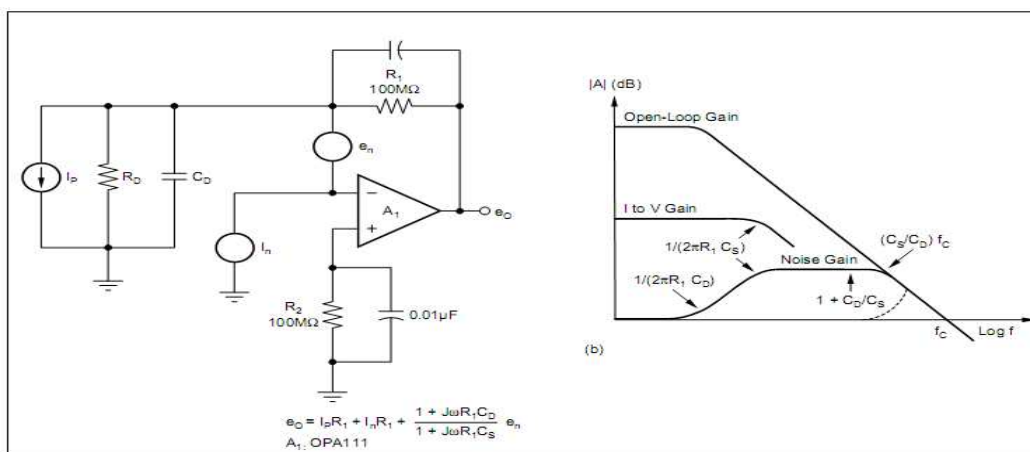 R1
100MΩ
en
IP
RD
CD
−
+
A1
eO
In
R2
100MΩ
0.01μF
eO = IPR1 + InR1 + 1 + JωR1CD / 1 + JωR1CS en
A1: OPA111
|A| (dB)
Open-Loop Gain
I to V Gain
1/(2πR1 CS)
(CS/CD) fC
Noise Gain
1/(2πR1 CD)
1 + CD/CS
fC
Log f
(b)